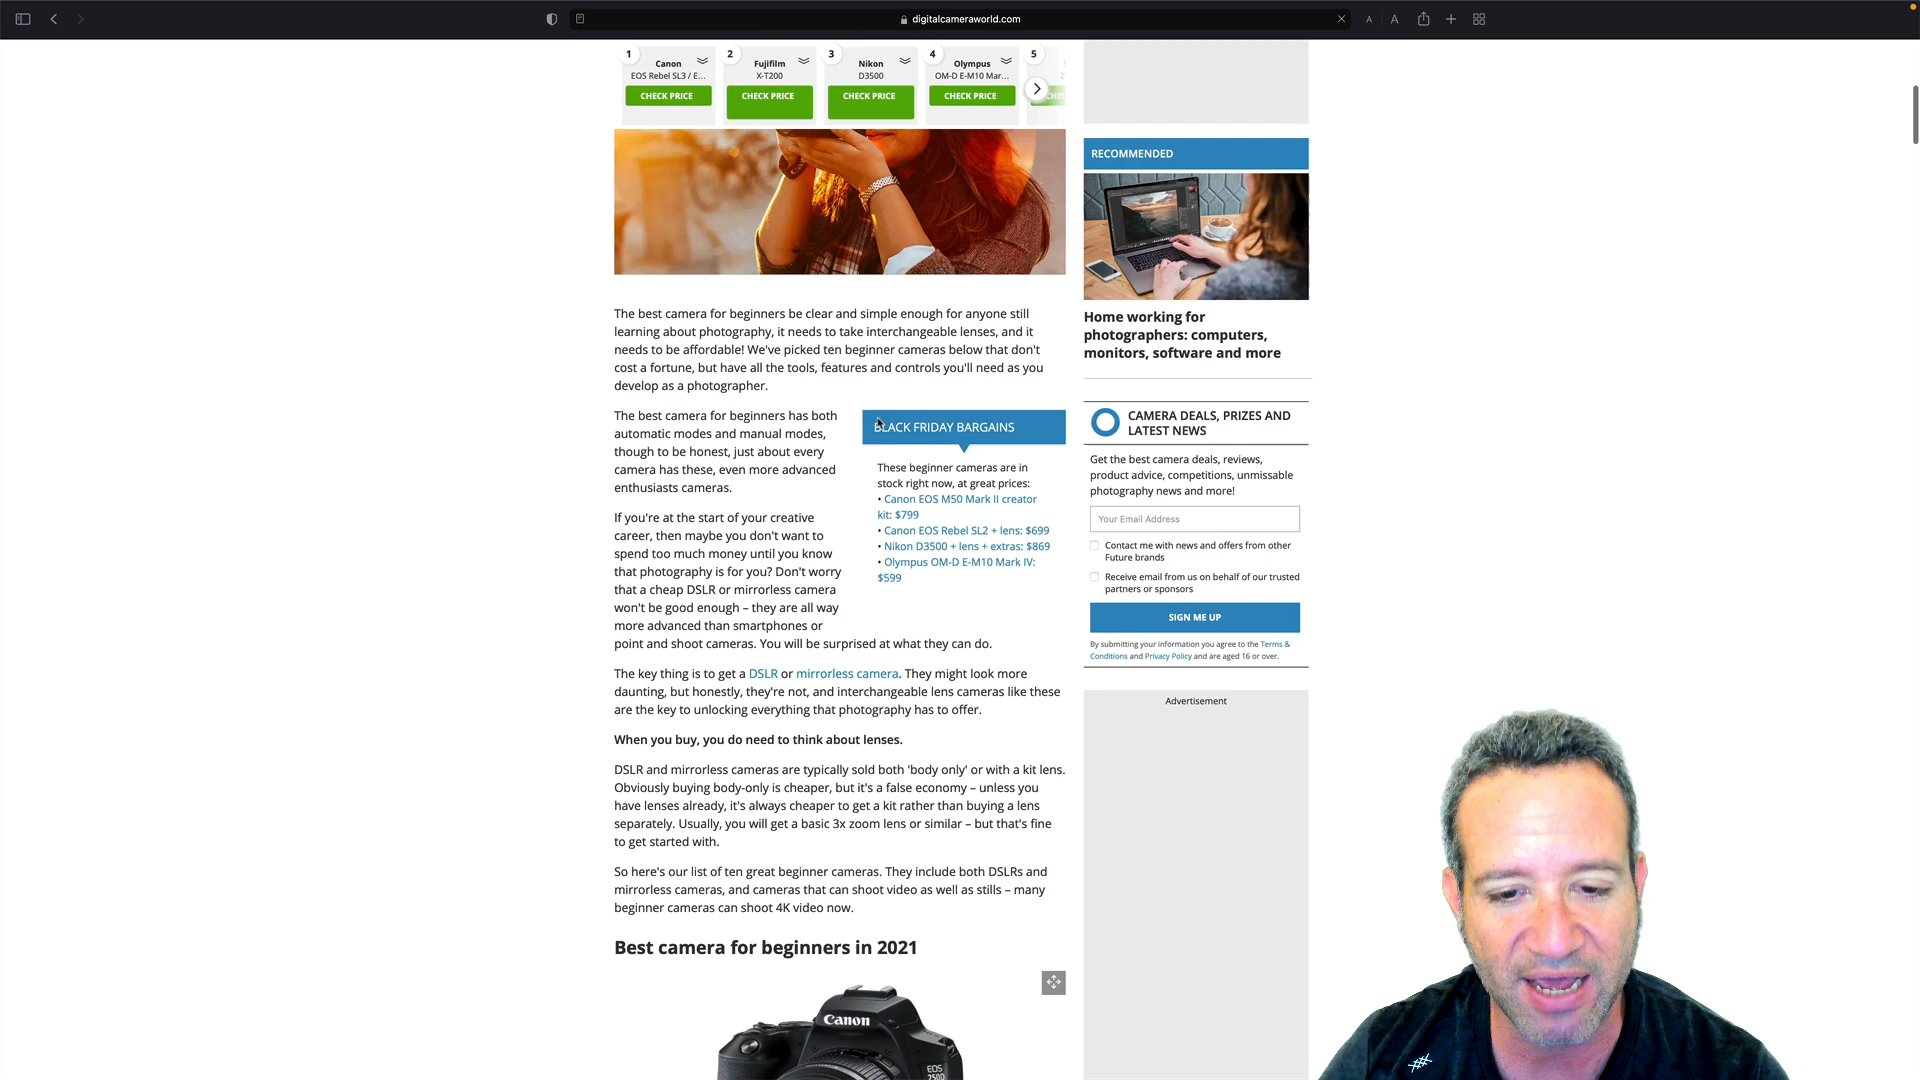 digitalcameraworld.com
A A
1 2 3 4 5
Canon Fujifilm Nikon Olympus
EOS Rebel SL3 / E... X-T200 D3500 OM-D E-M10 Mar...
CHECK PRICE CHECK PRICE CHECK PRICE CHECK PRICE
The best camera for beginners be clear and simple enough for anyone still
learning about photography, it needs to take interchangeable lenses, and it
needs to be affordable! We've picked ten beginner cameras below that don't
cost a fortune, but have all the tools, features and controls you'll need as you
develop as a photographer.
The best camera for beginners has both
automatic modes and manual modes,
though to be honest, just about every
camera has these, even more advanced
enthusiasts cameras.
If you're at the start of your creative
career, then maybe you don't want to
spend too much money until you know
that photography is for you? Don't worry
that a cheap DSLR or mirrorless camera
won't be good enough – they are all way
more advanced than smartphones or
point and shoot cameras. You will be surprised at what they can do.
BLACK FRIDAY BARGAINS
These beginner cameras are in
stock right now, at great prices:
• Canon EOS M50 Mark II creator
kit: $799
• Canon EOS Rebel SL2 + lens: $699
• Nikon D3500 + lens + extras: $869
• Olympus OM-D E-M10 Mark IV:
$599
The key thing is to get a DSLR or mirrorless camera. They might look more
daunting, but honestly, they're not, and interchangeable lens cameras like these
are the key to unlocking everything that photography has to offer.
When you buy, you do need to think about lenses.
DSLR and mirrorless cameras are typically sold both 'body only' or with a kit lens.
Obviously buying body-only is cheaper, but it's a false economy – unless you
have lenses already, it's always cheaper to get a kit rather than buying a lens
separately. Usually, you will get a basic 3x zoom lens or similar – but that's fine
to get started with.
So here's our list of ten great beginner cameras. They include both DSLRs and
mirrorless cameras, and cameras that can shoot video as well as stills – many
beginner cameras can shoot 4K video now.
Best camera for beginners in 2021
Canon
EOS
250D
RECOMMENDED
Home working for
photographers: computers,
monitors, software and more
CAMERA DEALS, PRIZES AND
LATEST NEWS
Get the best camera deals, reviews,
product advice, competitions, unmissable
photography news and more!
Your Email Address
Contact me with news and offers from other
Future brands
Receive email from us on behalf of our trusted
partners or sponsors
SIGN ME UP
By submitting your information you agree to the Terms &
Conditions and Privacy Policy and are aged 16 or over.
Advertisement